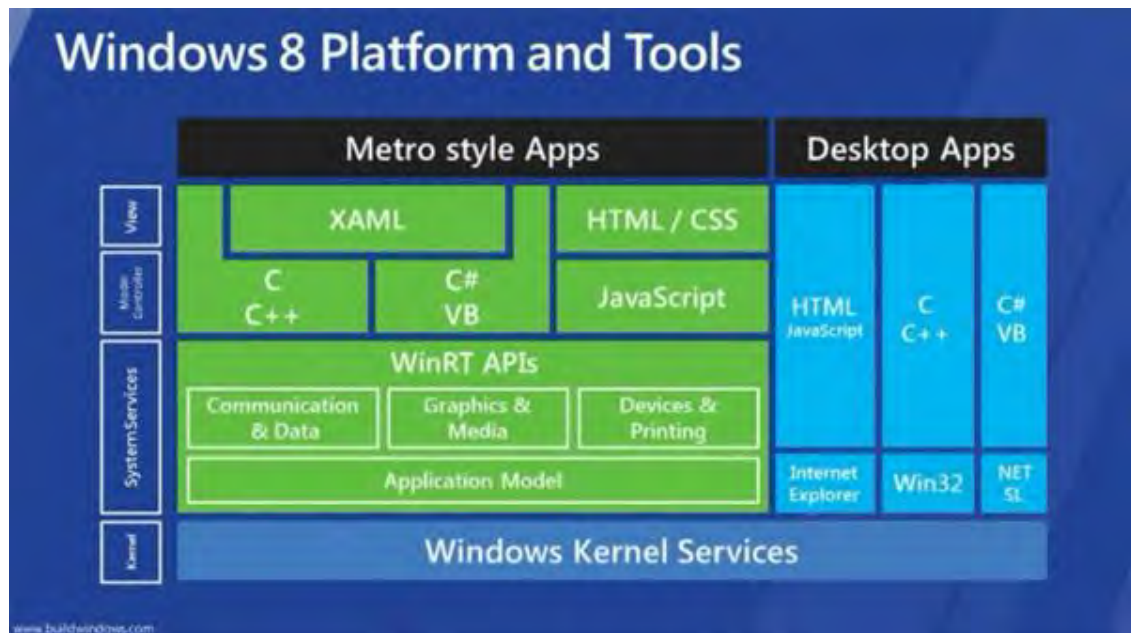 Windows 8 Platform and Tools
Metro style Apps
Desktop Apps
View
XAML
HTML / CSS
Model
Controller
C
C++
C#
VB
JavaScript
HTML
JavaScript
C
C++
C#
VB
System Services
WinRT APIs
Communication
& Data
Graphics &
Media
Devices &
Printing
Application Model
Internet
Explorer
Win32
NET
SL
Kernel
Windows Kernel Services
www.buildwindows.com